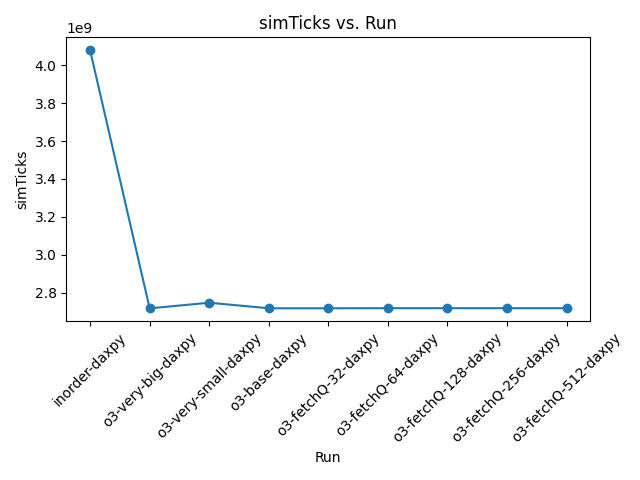 simTicks vs. Run
1e9
4.0
3.8
3.6
3.4
3.2
3.0
2.8
simTicks
inorder-daxpy
o3-very-big-daxpy
o3-very-small-daxpy
o3-base-daxpy
o3-fetchQ-32-daxpy
o3-fetchQ-64-daxpy
o3-fetchQ-128-daxpy
o3-fetchQ-256-daxpy
o3-fetchQ-512-daxpy
Run